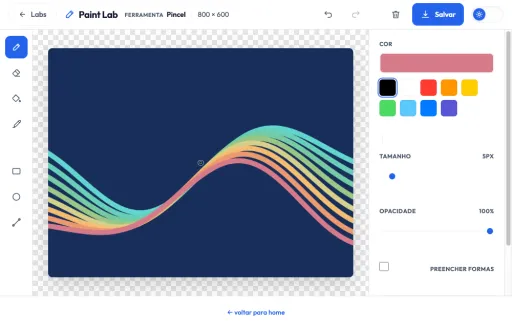 ← Labs
Paint Lab
FERRAMENTA Pincel
800 × 600
Salvar
COR
TAMANHO 5PX
OPACIDADE 100%
PREENCHER FORMAS
← voltar para home